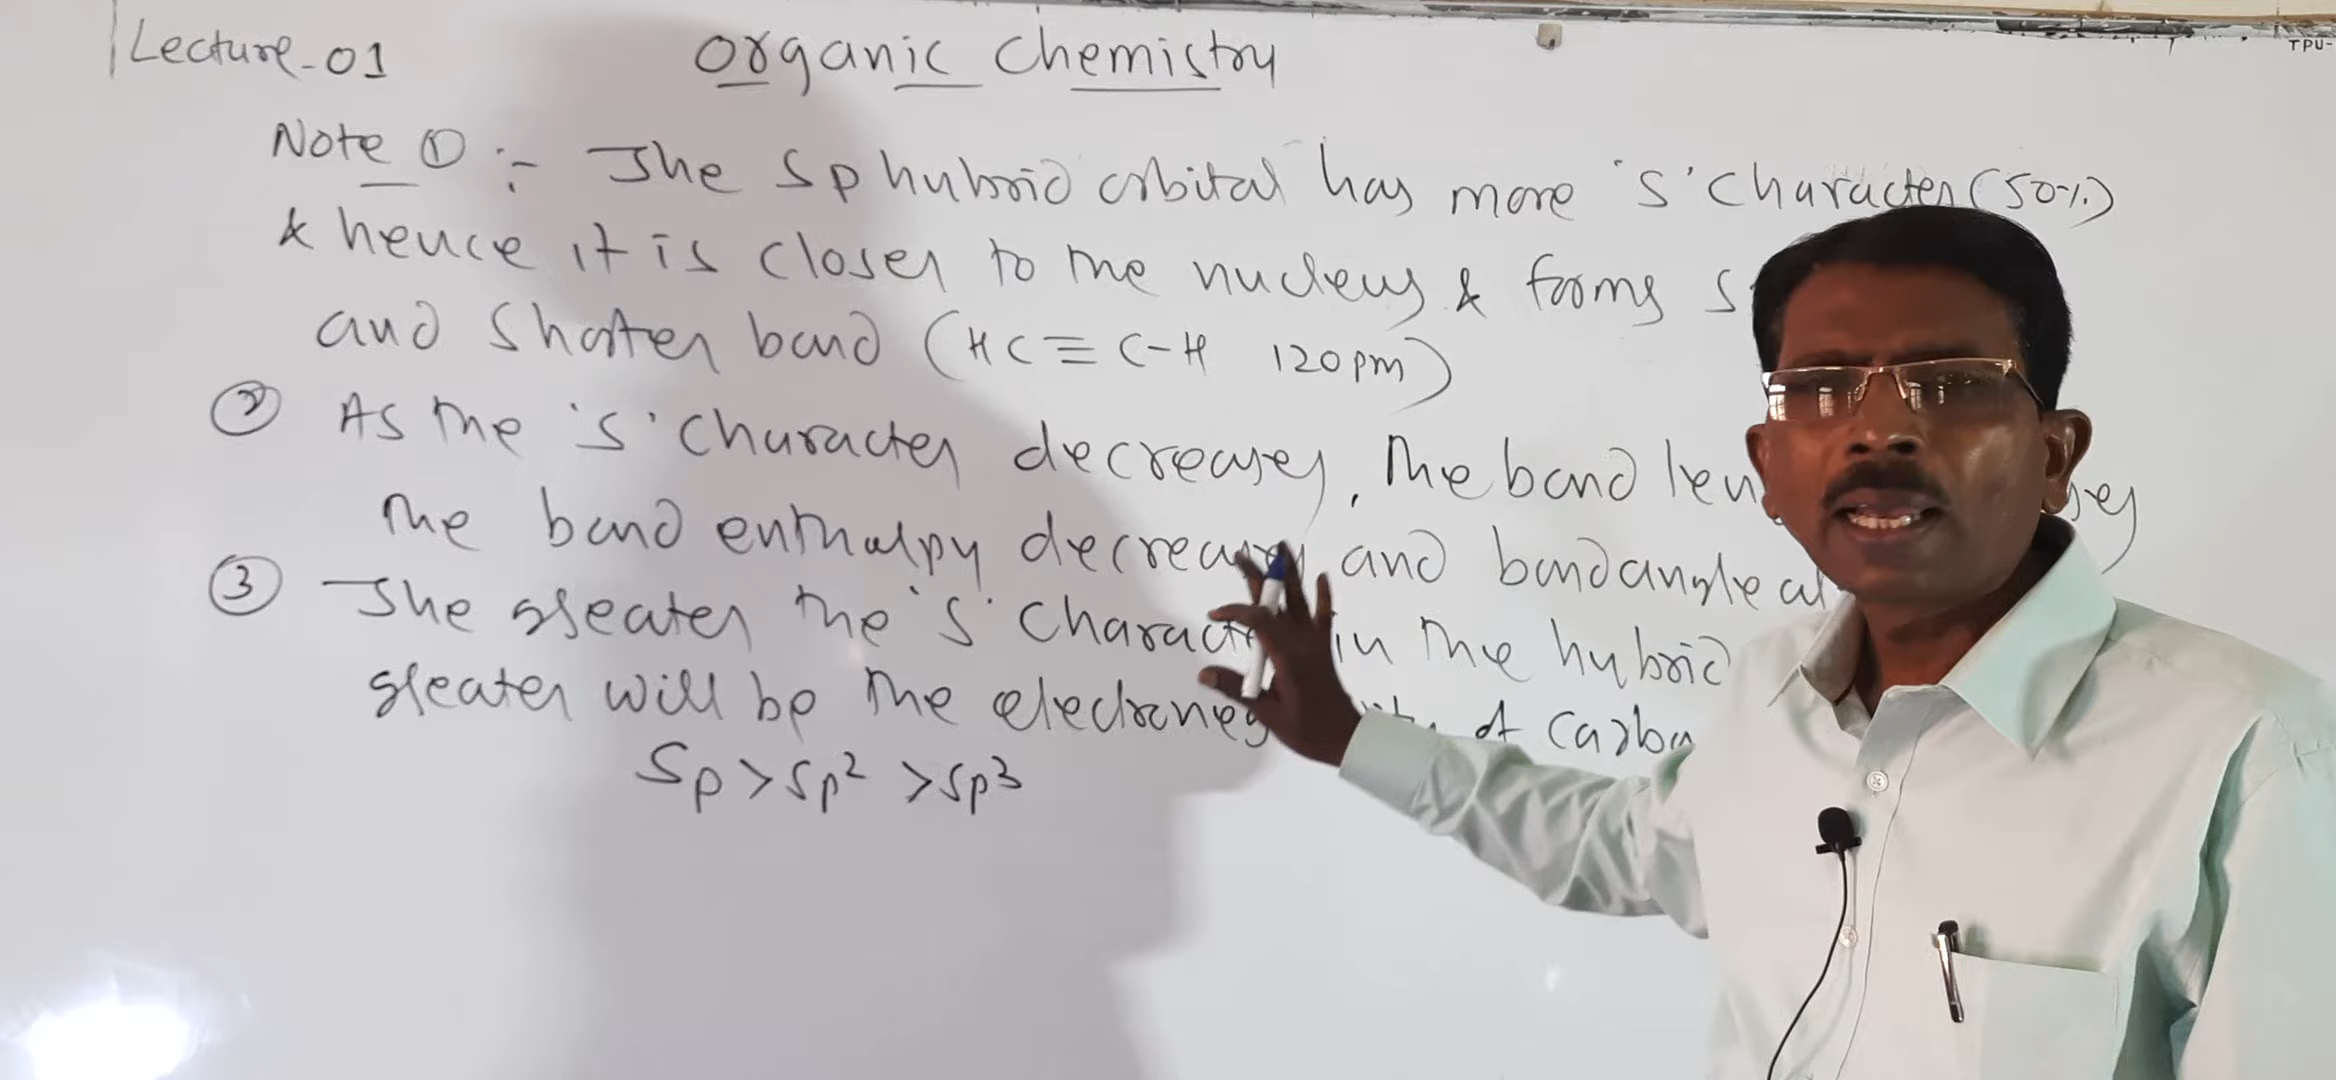 Lecture-01
Organic Chemistry
TPU-
Note ① :- The Sp hybrid orbital has more 's' character (50%)
& hence it is closer to the nucleus & forms
and Shorter bond (HC≡C-H 120pm)
② As the 's' character decreases, the bond
the bond enthalpy decreases and bond angle
③ The greater the 's' character in the hybrid
greater will be the electroneg of
Sp > Sp² > Sp³